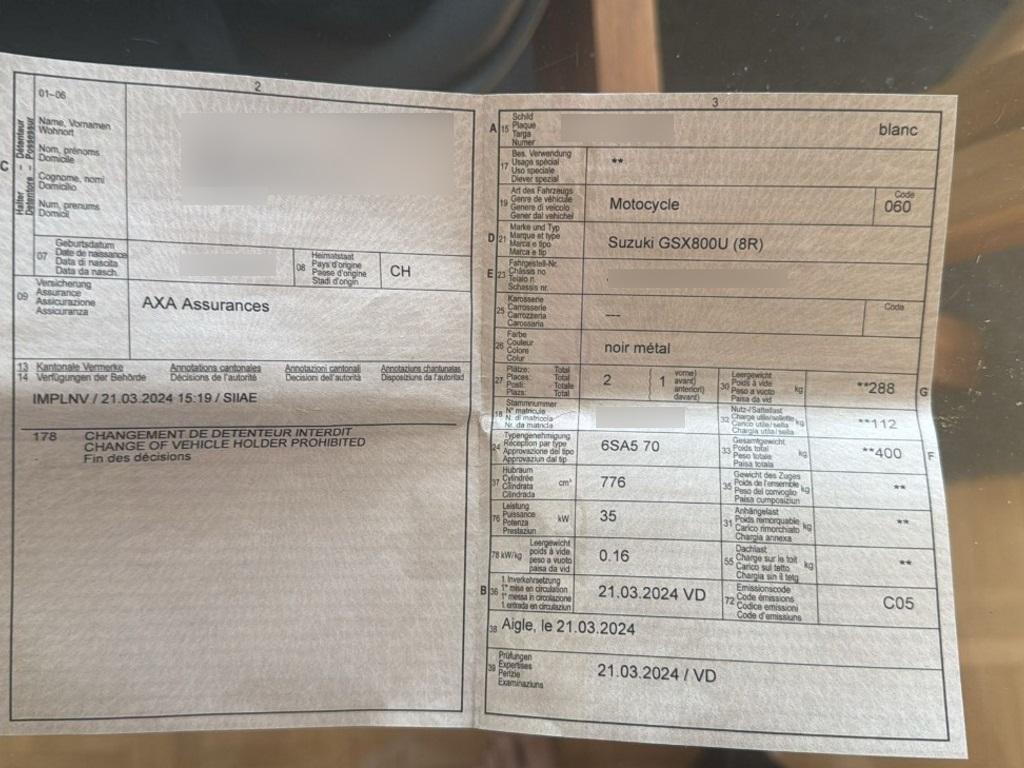 2
01–06
Halter - Détenteur
Detentore - Possessur
C
Name, Vornamen
Wohnort
Nom, prénoms
Domicile
Cognome, nomi
Domicilio
Num, prenums
Domicil
07
Geburtsdatum
Date de naissance
Data di nascita
Data da nasch.
08
Heimatstaat
Pays d'origine
Paese d'origine
Stadi d'origin
CH
09
Versicherung
Assurance
Assicurazione
Assicuranza
AXA Assurances
13 Kantonale Vermerke Annotations cantonales Annotazioni cantonali Annotaziuns chantunalas
14 Verfügungen der Behörde Décisions de l'autorité Decisioni dell'autorità Disposiziuns da l'autoritad
IMPLNV / 21.03.2024 15:19 / SIIAE
178 CHANGEMENT DE DETENTEUR INTERDIT
CHANGE OF VEHICLE HOLDER PROHIBITED
Fin des décisions
3
A 15
Schild
Plaque
Targa
Numer
blanc
17
Bes. Verwendung
Usage spécial
Uso speciale
Diever spezial
**
19
Art des Fahrzeugs
Genre de véhicule
Genere di veicolo
Gener dal vehichel
Motocycle
Code
060
D 21
Marke und Typ
Marque et type
Marca e tipo
Marca e tip
Suzuki GSX800U (8R)
E 23
Fahrgestell-Nr.
Châssis no
Telaio n.
Schassis nr.
25
Karosserie
Carrosserie
Carrozzeria
Carossaria
---
Code
26
Farbe
Couleur
Colore
Colur
noir métal
27
Plätze: Total
Places: Total
Posti: Totale
Plaza: Total
2
( 1
vorne)
avant)
anteriori)
davant)
30
Leergewicht
Poids à vide
Peso a vuoto
Paisa da vid
kg
**288
G
18
Stammnummer
N° matricule
N. di matricola
Nr. da matricla
32
Nutz-/Sattellast
Charge utile/sellette
Carico utile/sella
Chargia utila/sella
kg
**112
24
Typengenehmigung
Réception par type
Approvazione del tipo
Approvaziun dal tip
6SA5 70
33
Gesamtgewicht
Poids total
Peso totale
Paisa totala
kg
**400
F
37
Hubraum
Cylindrée
Cilindrata
Cilindrada
cm³
776
35
Gewicht des Zuges
Poids de l'ensemble
Peso del convoglio
Paisa cumposiziun
kg
**
76
Leistung
Puissance
Potenza
Prestaziun
kW
35
31
Anhängelast
Poids remorquable
Carico rimorchiato
Chargia annexa
kg
**
78 kW/kg
Leergewicht
poids à vide
peso a vuoto
paisa da vid
0.16
55
Dachlast
Charge sur le toit
Carico sul tetto
Chargia sin il tetg
kg
**
B 36
1. Inverkehrsetzung
1re mise en circulation
1a messa in circolazione
1. entrada en circulaziun
21.03.2024 VD
72
Emissionscode
Code émissions
Codice emissioni
Code d'emissiuns
C05
38 Aigle, le 21.03.2024
39
Prüfungen
Expertises
Perizie
Examinaziuns
21.03.2024 / VD